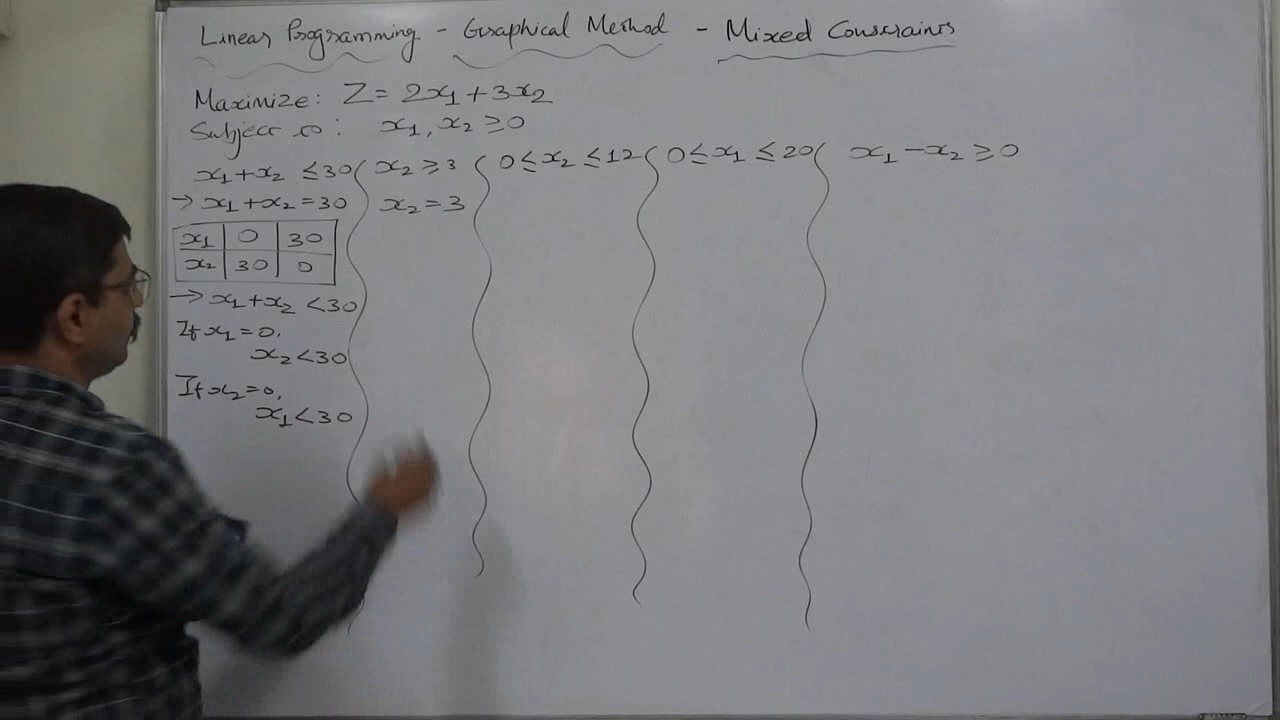 Linear Programming - Graphical Method - Mixed Constraints
Maximize: Z = 2x₁ + 3x₂
Subject to: x₁, x₂ ≥ 0
x₁ + x₂ ≤ 30
→ x₁ + x₂ = 30
x₁ 0 30
x₂ 30 0
→ x₁ + x₂ < 30
If x₁ = 0,
x₂ < 30
If x₂ = 0,
x₁ < 30
x₂ ≥ 3
x₂ = 3
0 ≤ x₂ ≤ 12
0 ≤ x₁ ≤ 20
x₁ - x₂ ≥ 0